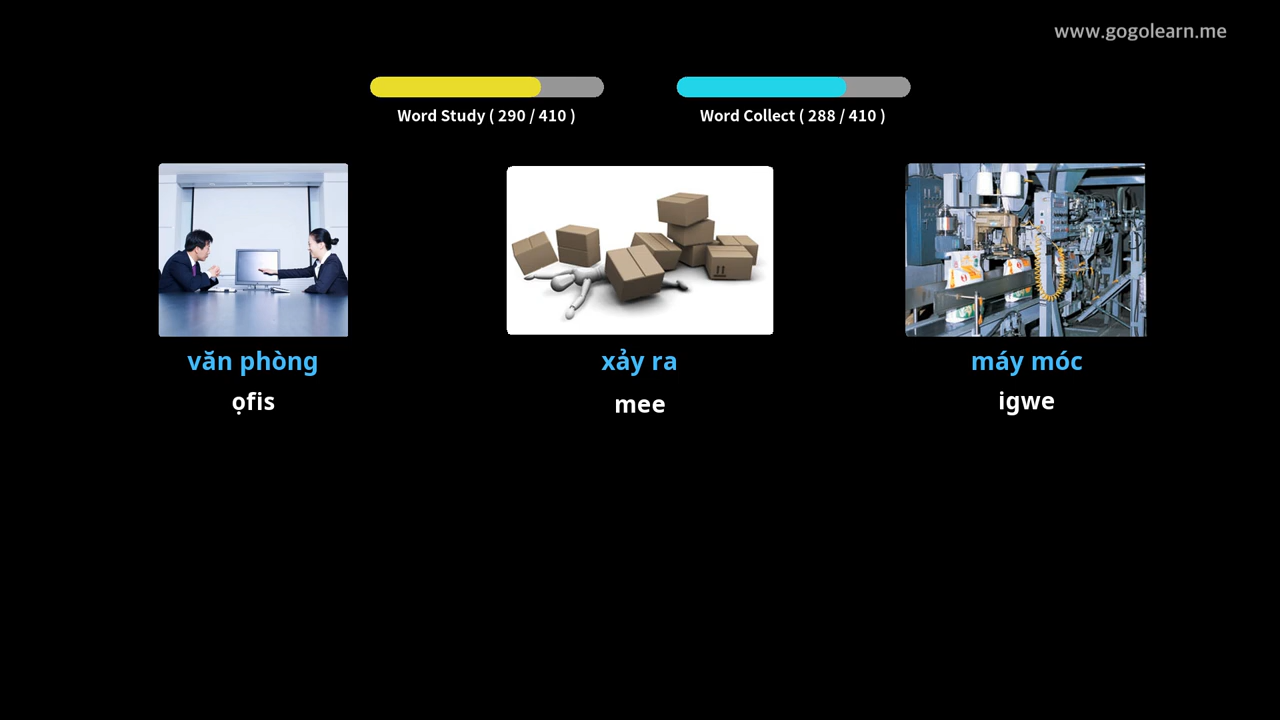 www.gogolearn.me
Word Study ( 290 / 410 )
Word Collect ( 288 / 410 )
văn phòng
xảy ra
máy móc
ọfis
mee
igwe